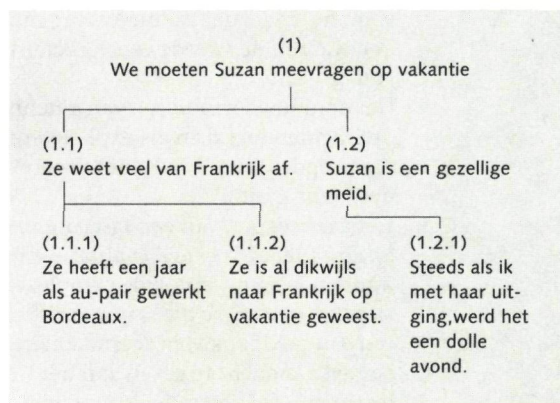 (1)
We moeten Suzan meevragen op vakantie
(1.1)
Ze weet veel van Frankrijk af.
(1.2)
Suzan is een gezellige
meid.
(1.1.1)
Ze heeft een jaar
als au-pair gewerkt
Bordeaux.
(1.1.2)
Ze is al dikwijls
naar Frankrijk op
vakantie geweest.
(1.2.1)
Steeds als ik
met haar uit-
ging,werd het
een dolle
avond.